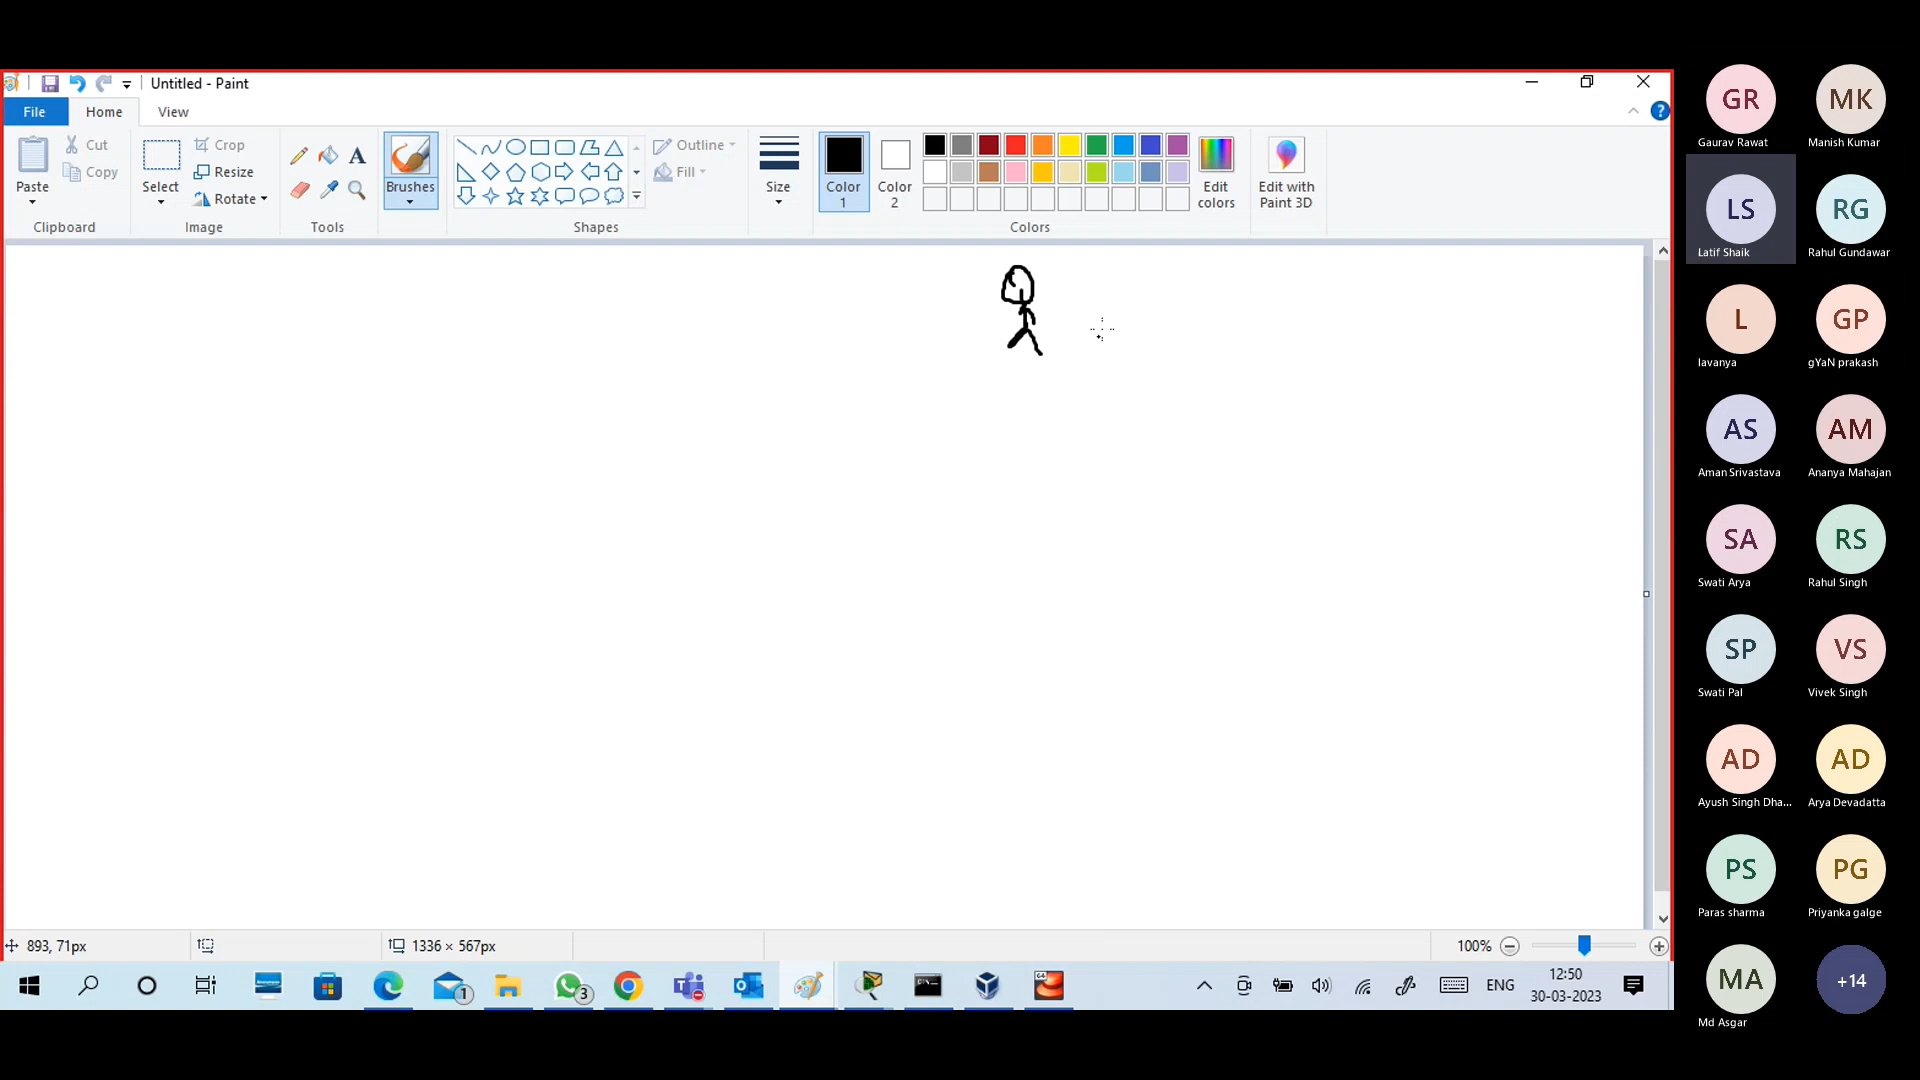 Untitled - Paint
File Home View
Paste
Cut
Copy
Clipboard
Select
Crop
Resize
Rotate
Image
Tools
Brushes
Shapes
Outline
Fill
Size
Color 1
Color 2
Edit colors
Edit with Paint 3D
Colors
893, 71px
1336 × 567px
100%
1
3
ENG
12:50
30-03-2023
GR MK
Gaurav Rawat Manish Kumar
LS RG
Latif Shaik Rahul Gundawar
L GP
lavanya gYaN prakash
AS AM
Aman Srivastava Ananya Mahajan
SA RS
Swati Arya Rahul Singh
SP VS
Swati Pal Vivek Singh
AD AD
Ayush Singh Dha... Arya Devadatta
PS PG
Paras sharma Priyanka galge
MA +14
Md Asgar